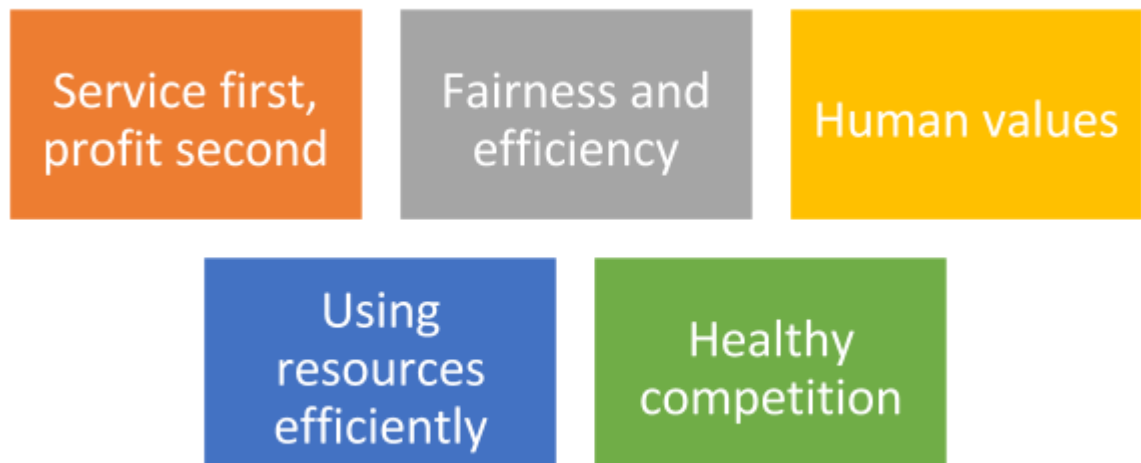 Service first,
profit second
Fairness and
efficiency
Human values
Using
resources
efficiently
Healthy
competition